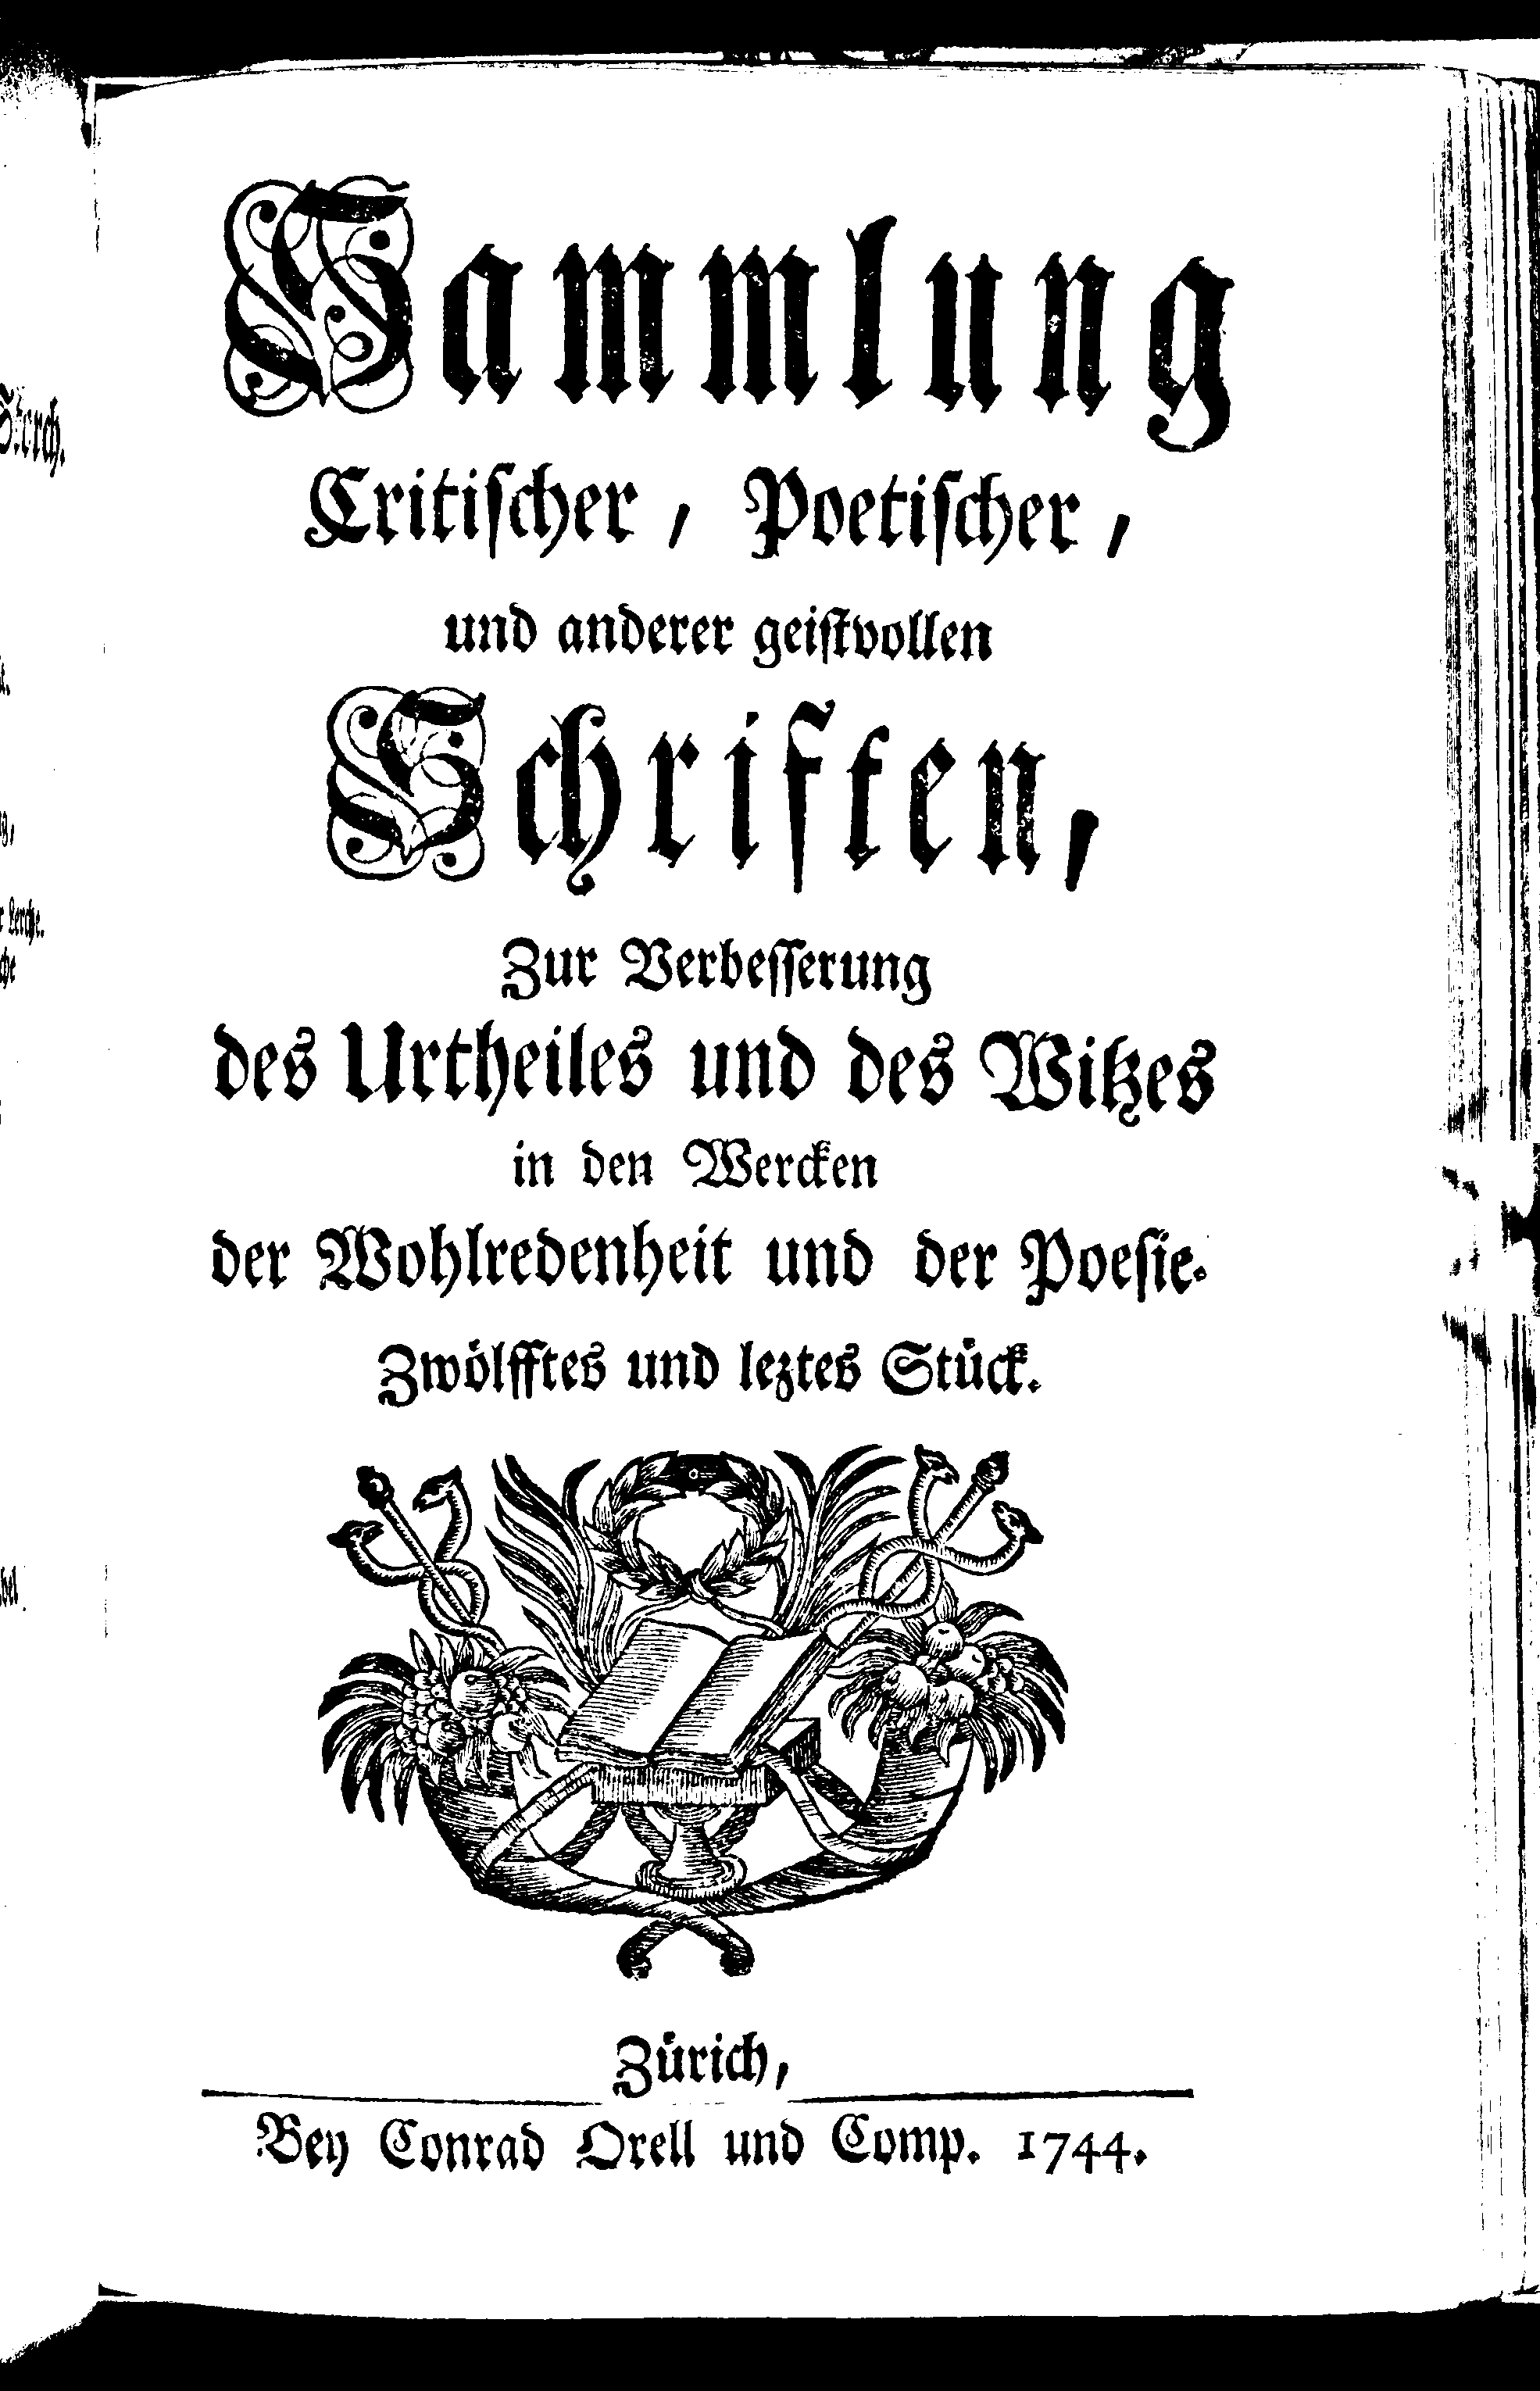 Sammlung
Critischer, Poetischer,
und anderer geistvollen
Schriften,
Zur Verbesserung
des Urtheiles und des Witzes
in den Wercken
der Wohlredenheit und der Poesie.
Zwölfftes und leztes Stück.
Zürich,
Bey Conrad Orell und Comp. 1744.